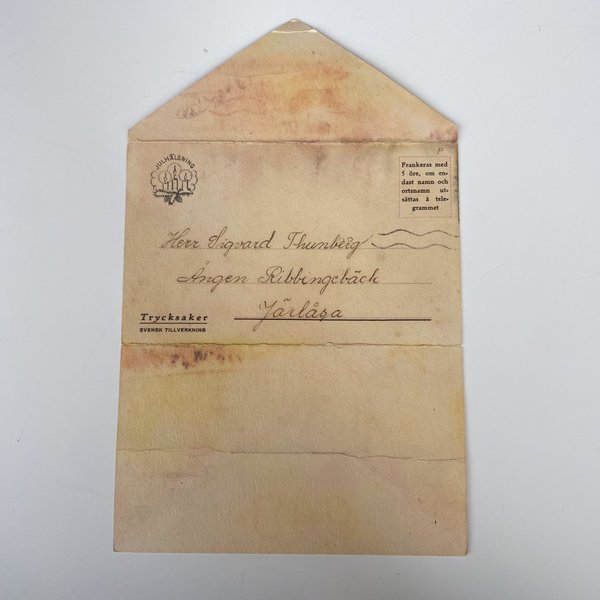 JULHÄLSNING
P
Frankeras med
5 öre, om en-
dast namn och
ortsnamn ut-
sättas å tele-
grammet
Herr Sigvard Thunberg
Ängen Ribbingebäck
Järlåsa
Trycksaker
SVENSK TILLVERKNING